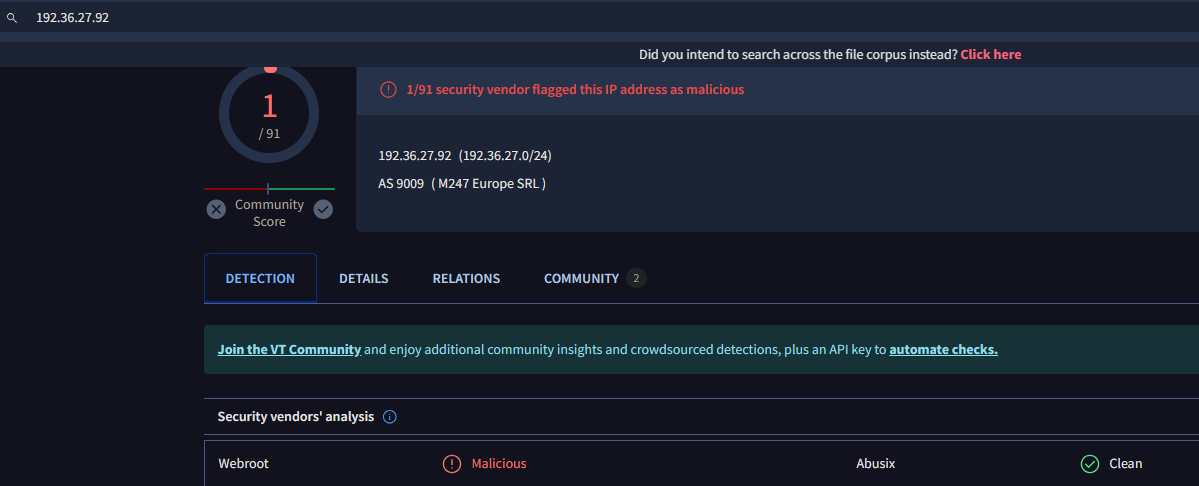 192.36.27.92
Did you intend to search across the file corpus instead? Click here
1
/ 91
1/91 security vendor flagged this IP address as malicious
192.36.27.92 (192.36.27.0/24)
AS 9009 ( M247 Europe SRL )
Community
Score
DETECTION DETAILS RELATIONS COMMUNITY 2
Join the VT Community and enjoy additional community insights and crowdsourced detections, plus an API key to automate checks.
Security vendors' analysis
Webroot Malicious Abusix Clean